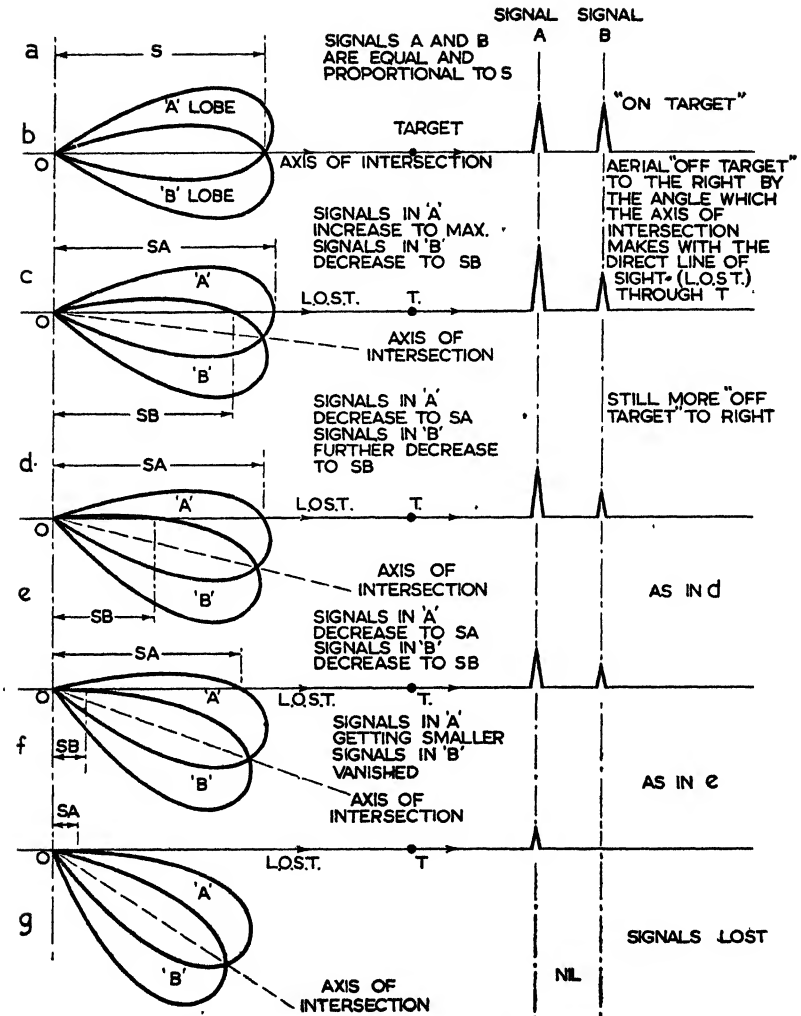 SIGNAL SIGNAL
A B
a
S
SIGNALS A AND B
ARE EQUAL AND
PROPORTIONAL TO S
'A' LOBE
"ON TARGET"
b
TARGET
O
AXIS OF INTERSECTION
'B' LOBE
AERIAL "OFF TARGET"
TO THE RIGHT BY
THE ANGLE WHICH
THE AXIS OF
INTERSECTION
MAKES WITH THE
DIRECT LINE OF
SIGHT (L.O.S.T.)
THROUGH T
SIGNALS IN 'A'
INCREASE TO MAX.
SIGNALS IN 'B'
DECREASE TO SB
SA
c
'A'
L.O.S.T. T.
O
AXIS OF
INTERSECTION
'B'
SB
SIGNALS IN 'A'
DECREASE TO SA
SIGNALS IN 'B'
FURTHER DECREASE
TO SB
STILL MORE "OFF
TARGET" TO RIGHT
d
SA
'A'
L.O.S.T. T.
O
AXIS OF
INTERSECTION
'B'
e
AS IN d
SB
SIGNALS IN 'A'
DECREASE TO SA
SIGNALS IN 'B'
DECREASE TO SB
SA
'A'
O
L.O.S.T. T.
f
SB
SIGNALS IN 'A'
GETTING SMALLER
SIGNALS IN 'B'
VANISHED
'B'
AXIS OF
INTERSECTION
AS IN e
SA
O
L.O.S.T. T
'A'
g
'B'
SIGNALS LOST
NIL
AXIS OF
INTERSECTION